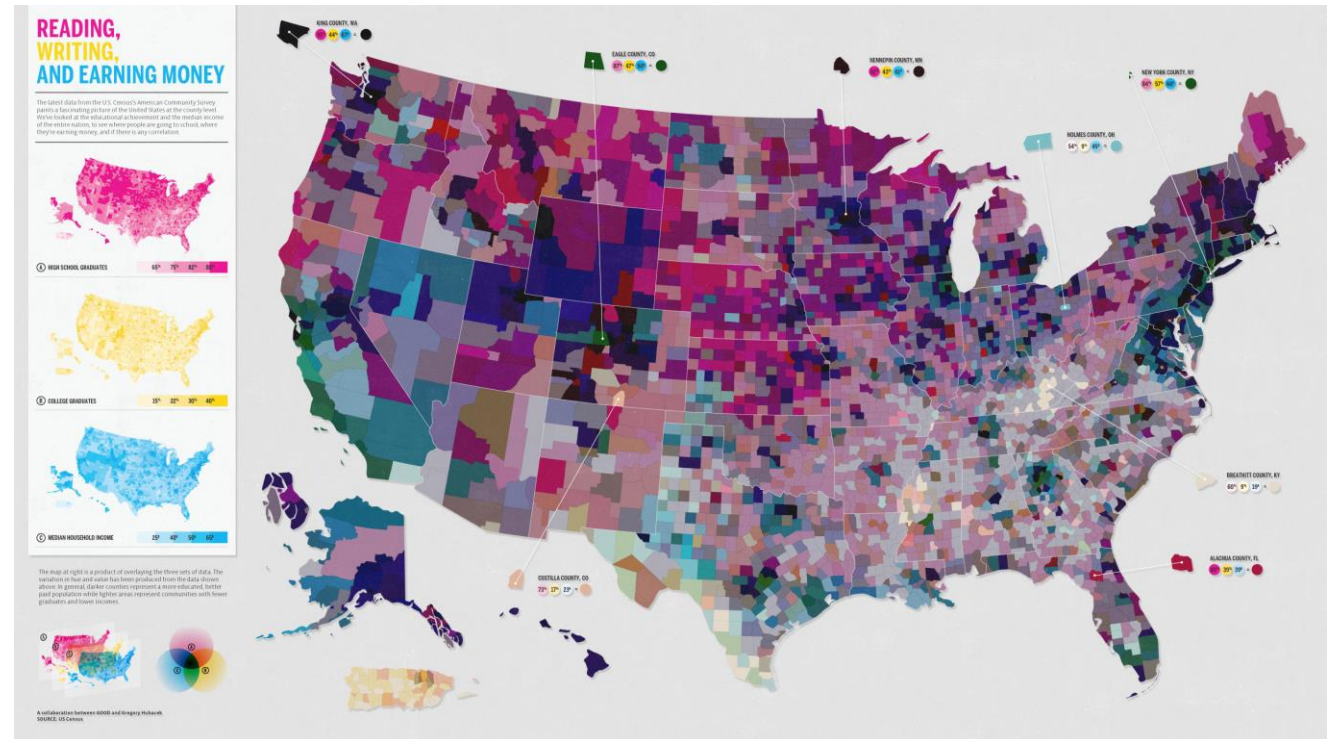 READING,
WRITING,
AND EARNING MONEY
The latest data from the U.S. Census's American Community Survey
paints a fascinating picture of the United States at the county level.
We've looked at the educational achievement and the median income
of the entire nation, to see where people are going to school, where
they're earning money, and if there is any correlation.
A HIGH SCHOOL GRADUATES
B COLLEGE GRADUATES
C MEDIAN HOUSEHOLD INCOME
The map at right is a product of overlaying the three sets of data. The
variation in hue and value has been produced from the data shown
above. In general, darker counties represent a more educated, better
paid population while lighter areas represent communities with fewer
graduates and lower incomes.
A collaboration between GOOD and Gregory Hubacek
SOURCE: US Census
KING COUNTY, WA
EAGLE COUNTY, CO
HENNEPIN COUNTY, MN
NEW YORK COUNTY, NY
HOLMES COUNTY, OH
BREATHITT COUNTY, KY
ALACHUA COUNTY, FL
COSTILLA COUNTY, CO